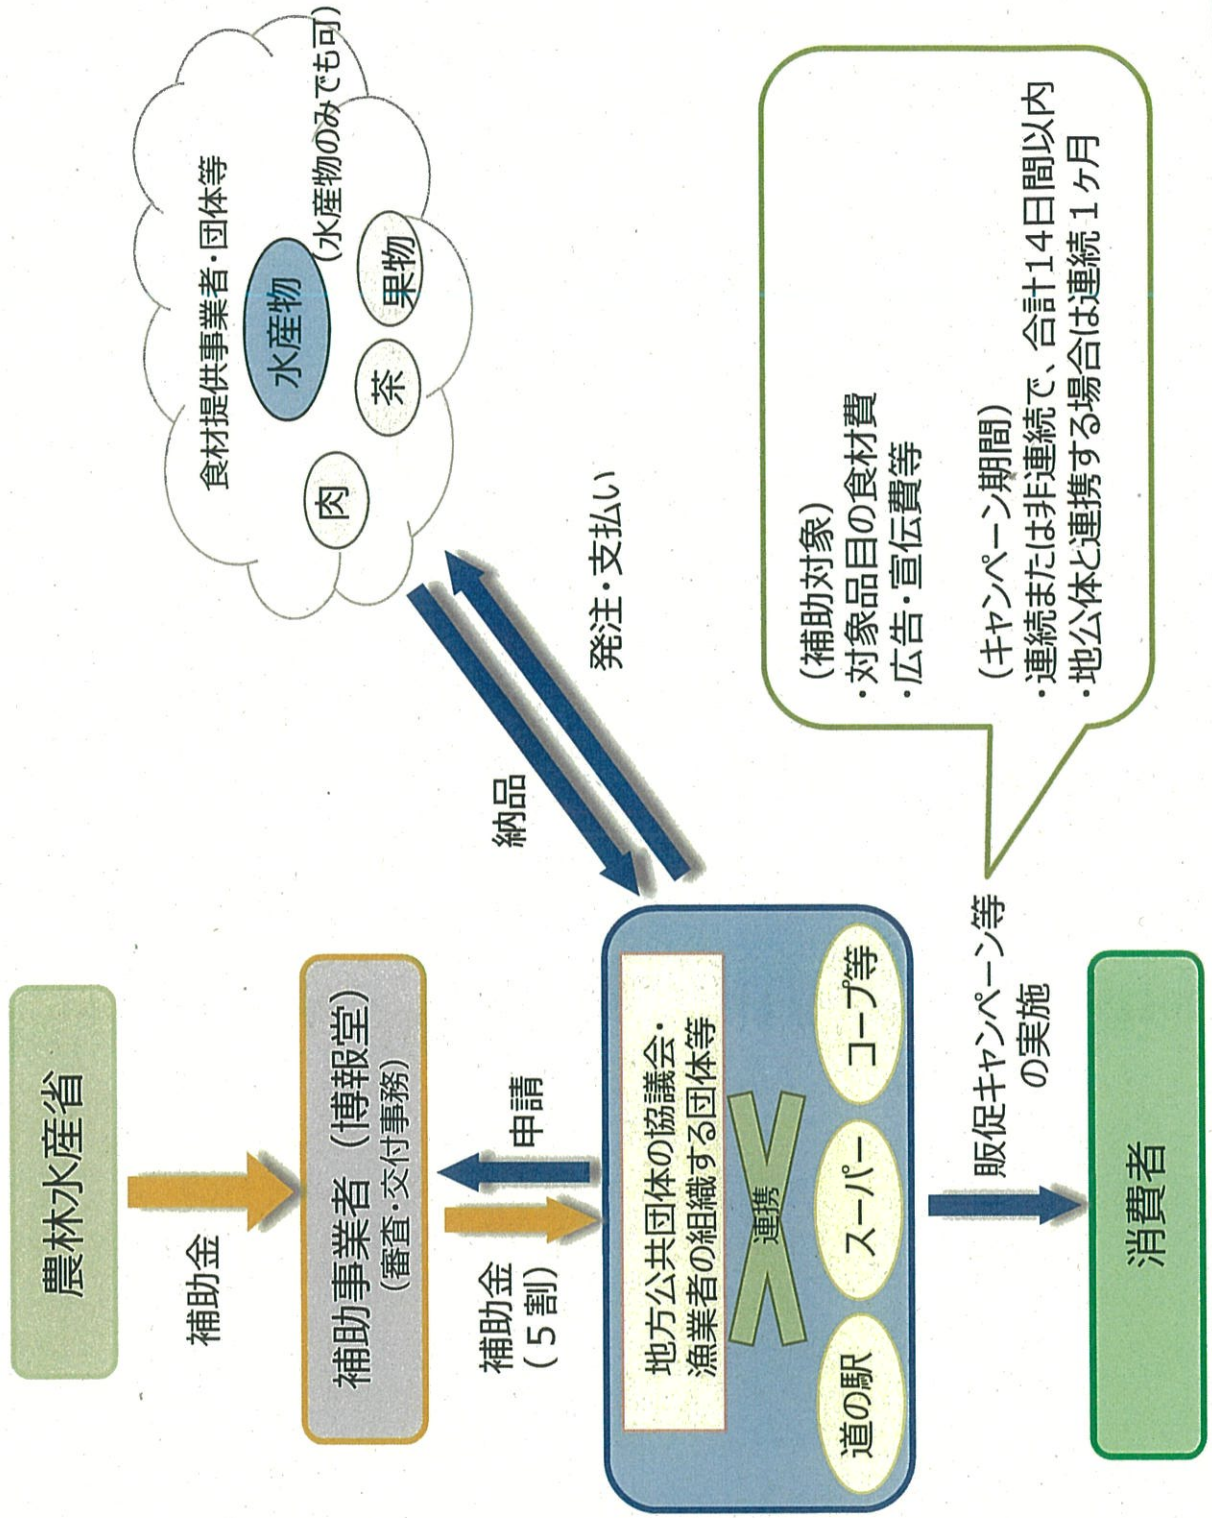 農林水産省
補助金
補助事業者（博報堂）
（審査・交付事務）
補助金
（５割）
申請
地方公共団体の協議会・
漁業者の組織する団体等
連携
道の駅
スーパー
コープ等
納品
発注・支払い
食材提供事業者・団体等
水産物
（水産物のみでも可）
肉
茶
果物
販促キャンペーン等
の実施
（補助対象）
・対象品目の食材費
・広告・宣伝費等
（キャンペーン期間）
・連続または非連続で、合計14日間以内
・地公体と連携する場合は連続１ヶ月
消費者